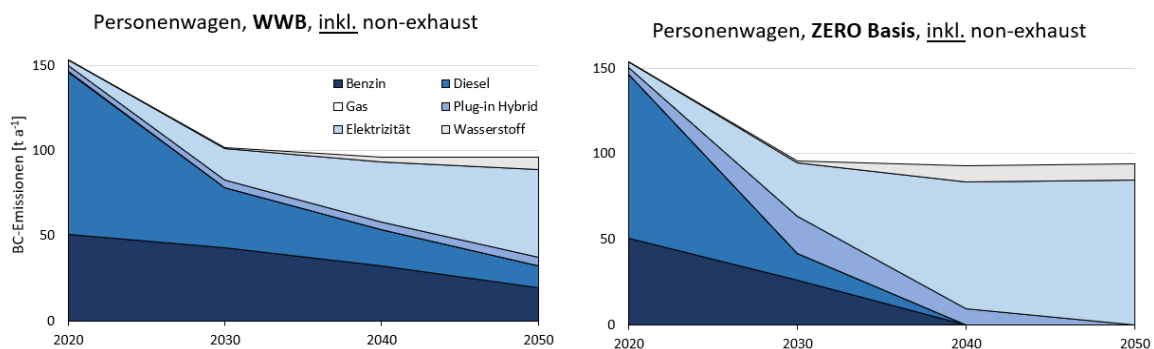 Personenwagen, WWB, inkl. non-exhaust
BC-Emissionen [t a⁻¹]
150
100
50
0
2020
2030
2040
2050
Benzin
Diesel
Gas
Plug-in Hybrid
Elektrizität
Wasserstoff
Personenwagen, ZERO Basis, inkl. non-exhaust
150
100
50
0
2020
2030
2040
2050